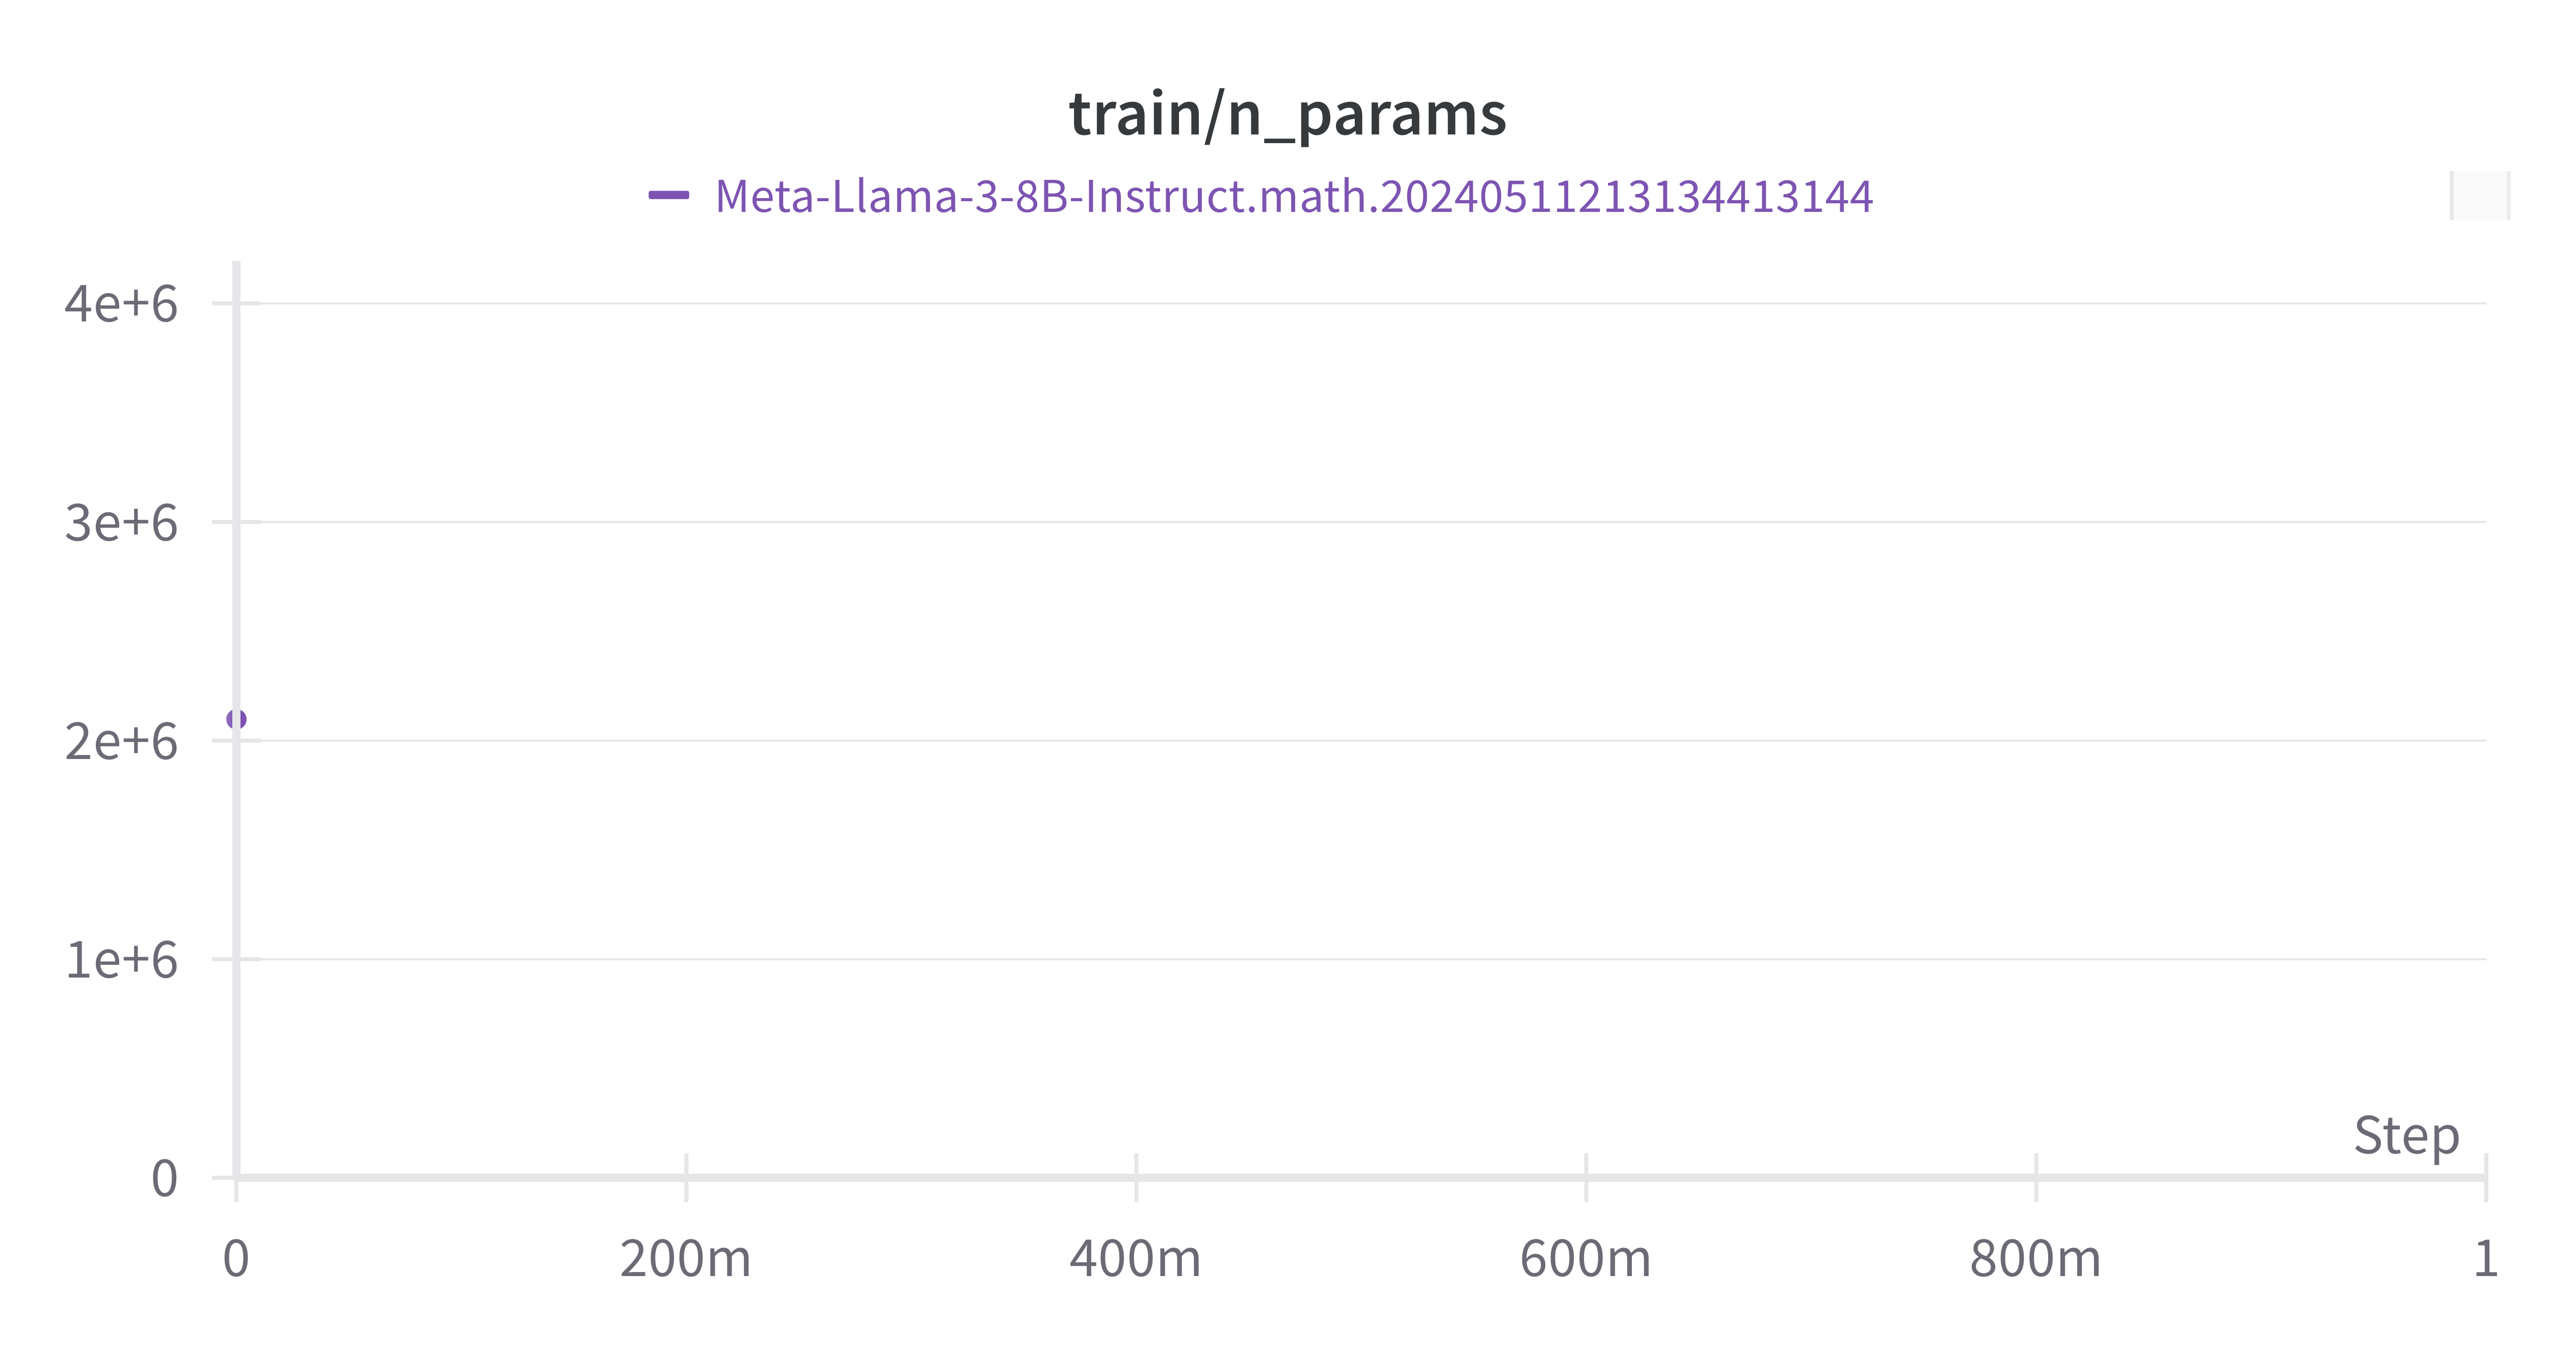 train/n_params
Meta-Llama-3-8B-Instruct.math.20240511213134413144
4e+6
3e+6
2e+6
1e+6
0
Step
0 200m 400m 600m 800m 1